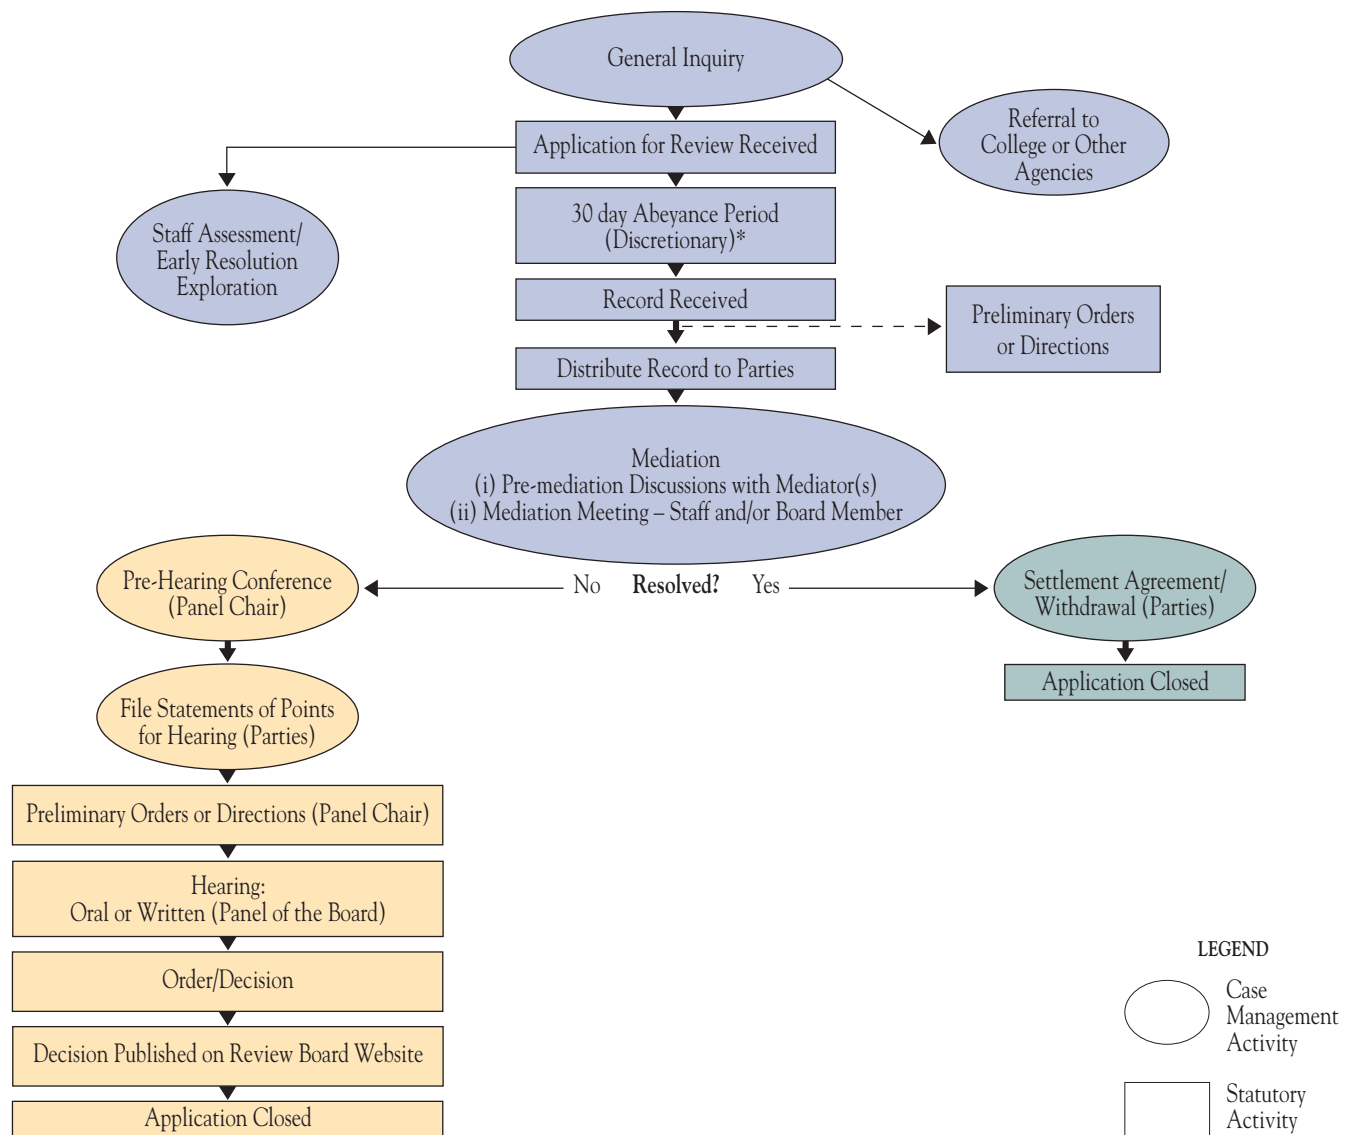 General Inquiry
Referral to
College or Other
Agencies
Application for Review Received
30 day Abeyance Period
(Discretionary)*
Staff Assessment/
Early Resolution
Exploration
Record Received
Preliminary Orders
or Directions
Distribute Record to Parties
Mediation
(i) Pre-mediation Discussions with Mediator(s)
(ii) Mediation Meeting – Staff and/or Board Member
No Resolved? Yes
Pre-Hearing Conference
(Panel Chair)
Settlement Agreement/
Withdrawal (Parties)
Application Closed
File Statements of Points
for Hearing (Parties)
Preliminary Orders or Directions (Panel Chair)
Hearing:
Oral or Written (Panel of the Board)
Order/Decision
Decision Published on Review Board Website
Application Closed
LEGEND
Case
Management
Activity
Statutory
Activity